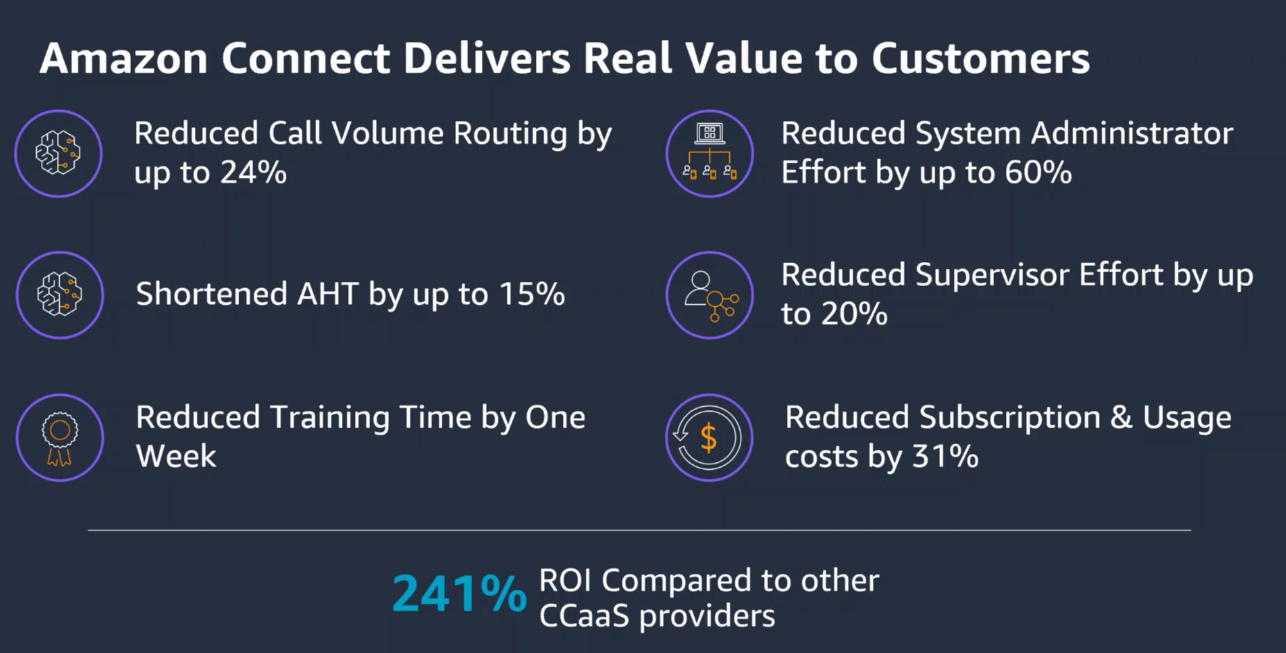 Amazon Connect Delivers Real Value to Customers
Reduced Call Volume Routing by
up to 24%
Shortened AHT by up to 15%
Reduced Training Time by One
Week
Reduced System Administrator
Effort by up to 60%
Reduced Supervisor Effort by up
to 20%
$
Reduced Subscription & Usage
costs by 31%
241%
ROI Compared to other
CCaaS providers